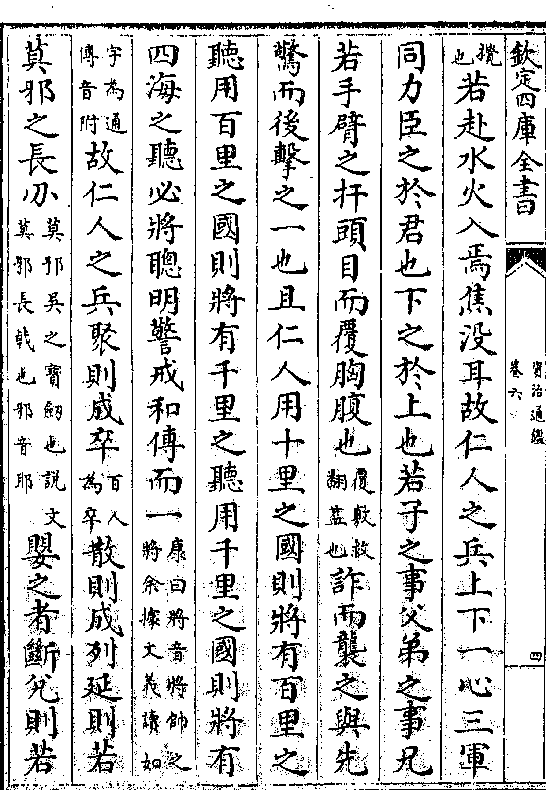 欽定四庫全書
資治通鑑
卷六
四
攪也若赴水火入焉焦没耳故仁人之兵上下一心三軍
同力臣之於君也下之於上也若子之事父弟之事兄
若手臂之扞頭目而覆胸腹也覆敷救翻蓋也詐而襲之與先
驚而後擊之一也且仁人用十里之國則將有百里之
聽用百里之國則將有千里之聽用千里之國則將有
四海之聽必將聰明警戒和傅而一康曰將音將帥之將余據文義讀如
字為通傅音附故仁人之兵聚則成卒百人為卒散則成列延則若
莫邪之長刃莫邪吳之寶劒也説文莫邪長㦸也邪音耶嬰之者斷兊則若